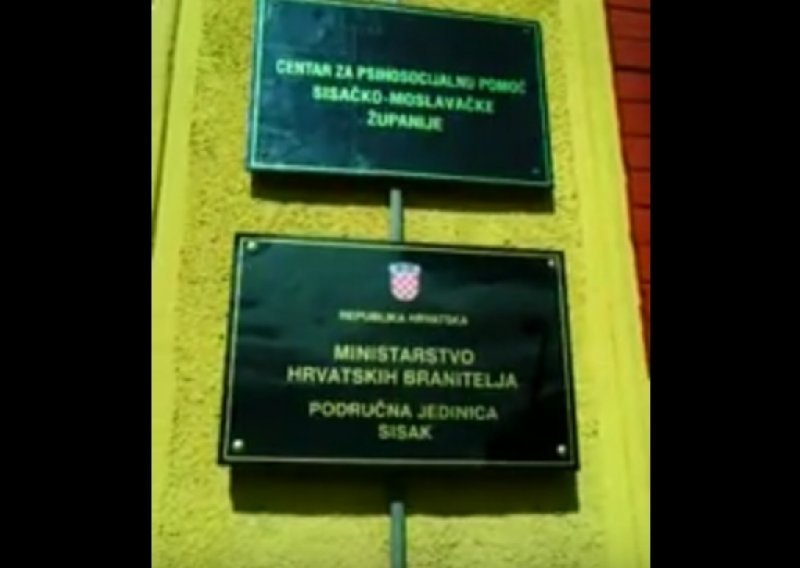 CENTAR ZA PSIHOSOCIJALNU POMOĆ
SISAČKO-MOSLAVAČKE
ŽUPANIJE
REPUBLIKA HRVATSKA
MINISTARSTVO
HRVATSKIH BRANITELJA
PODRUČNA JEDINICA
SISAK